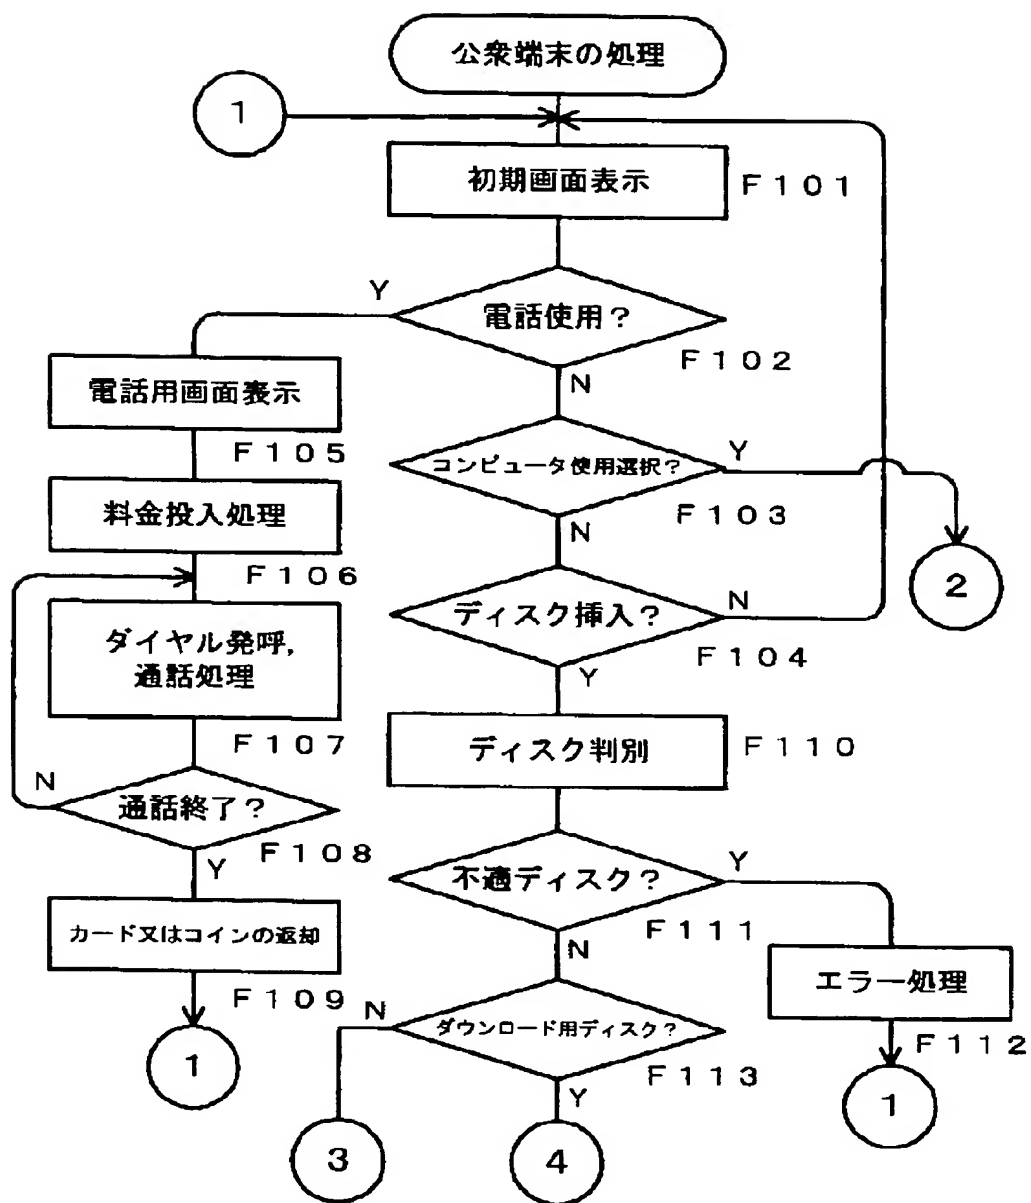 公衆端末の処理
1
初期画面表示
F101
電話使用?
Y
F102
N
電話用画面表示
F105
コンピュータ使用選択?
Y
F103
N
2
料金投入処理
F106
ディスク挿入?
N
F104
Y
ダイヤル発呼,
通話処理
F107
ディスク判別
F110
通話終了?
N
F108
Y
不適ディスク?
Y
F111
N
カード又はコインの返却
F109
1
エラー処理
F112
1
ダウンロード用ディスク?
N
F113
Y
3
4